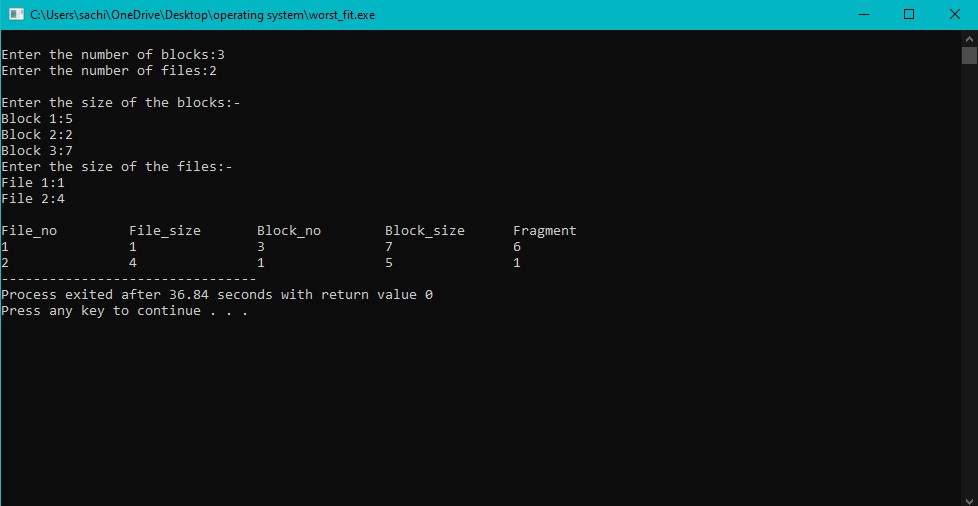 C:\Users\sachi\OneDrive\Desktop\operating system\worst_fit.exe
Enter the number of blocks:3
Enter the number of files:2
Enter the size of the blocks:-
Block 1:5
Block 2:2
Block 3:7
Enter the size of the files:-
File 1:1
File 2:4
File_no File_size Block_no Block_size Fragment
1 1 3 7 6
2 4 1 5 1
--------------------------------
Process exited after 36.84 seconds with return value 0
Press any key to continue . . .